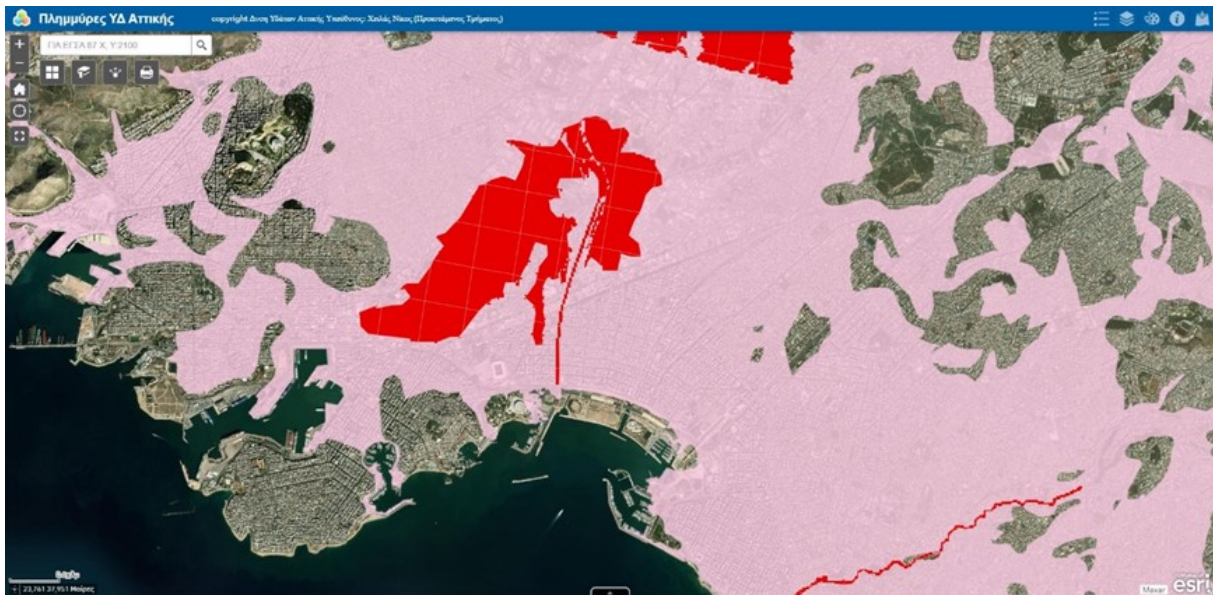 Πλημμύρες ΥΔ Αττικής
copyright Δνση Υδάτων Αττικής Υπεύθυνος: Χειλάς Νίκος (Προϊστάμενος Τμήματος)
ΓΙΑ ΕΓΣΑ 87 X, Y:2100
23,761 37,951 Μοίρες
Maxar
esri